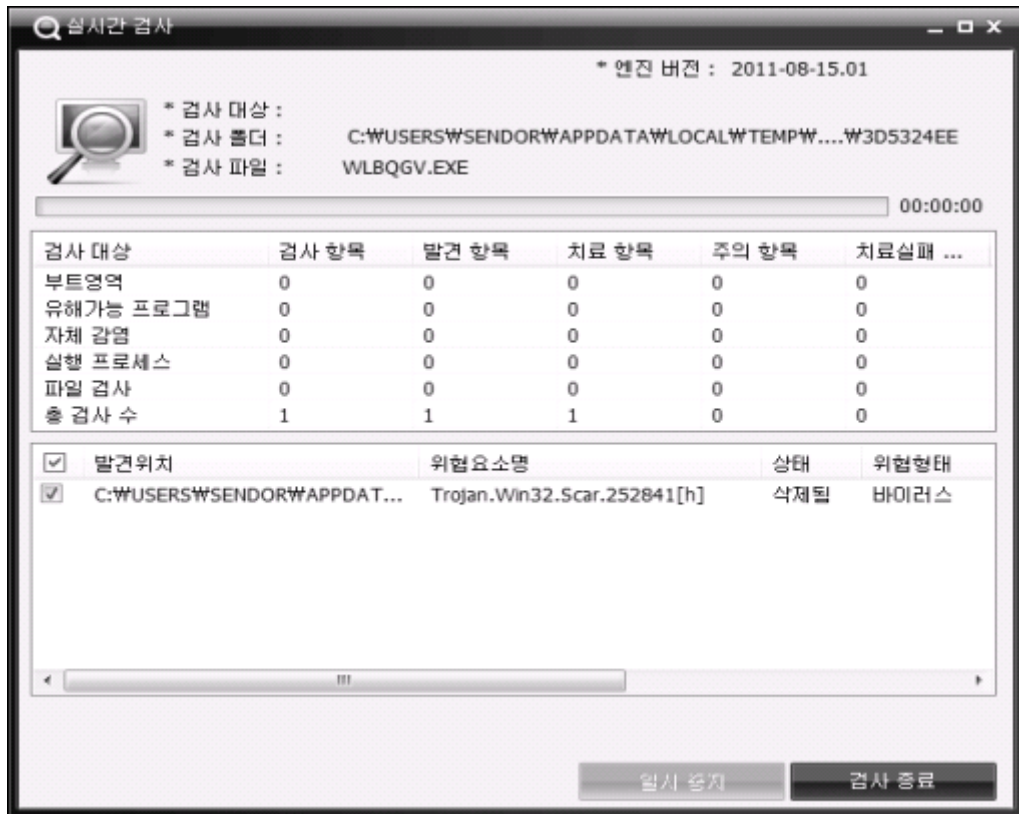 실시간 검사
* 엔진 버전 : 2011-08-15.01
* 검사 대상 :
* 검사 폴더 : C:₩USERS₩SENDOR₩APPDATA₩LOCAL₩TEMP₩....₩3D5324EE
* 검사 파일 : WLBQGV.EXE
00:00:00
검사 대상 검사 항목 발견 항목 치료 항목 주의 항목 치료실패 ...
부트영역 0 0 0 0 0
유해가능 프로그램 0 0 0 0 0
자체 감염 0 0 0 0 0
실행 프로세스 0 0 0 0 0
파일 검사 0 0 0 0 0
총 검사 수 1 1 1 0 0
발견위치 위협요소명 상태 위협형태
C:₩USERS₩SENDOR₩APPDAT... Trojan.Win32.Scar.252841[h] 삭제됨 바이러스
일시 중지 검사 종료